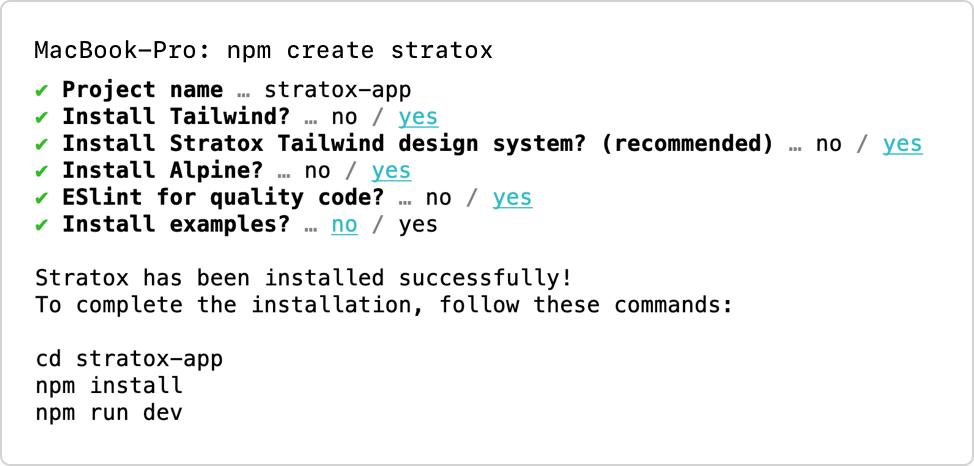 MacBook-Pro: npm create stratox
✔ Project name … stratox-app
✔ Install Tailwind? … no / yes
✔ Install Stratox Tailwind design system? (recommended) … no / yes
✔ Install Alpine? … no / yes
✔ ESlint for quality code? … no / yes
✔ Install examples? … no / yes
Stratox has been installed successfully!
To complete the installation, follow these commands:
cd stratox-app
npm install
npm run dev